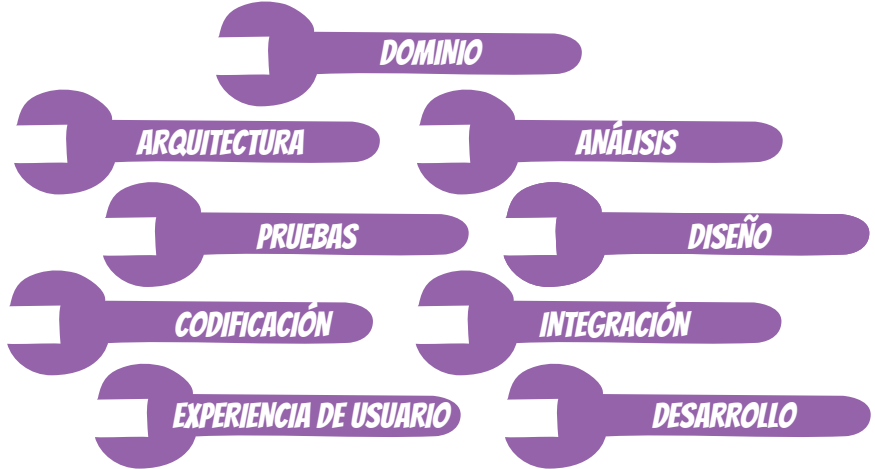 DOMINIO
ARQUITECTURA
ANÁLISIS
PRUEBAS
DISEÑO
CODIFICACIÓN
INTEGRACIÓN
EXPERIENCIA DE USUARIO
DESARROLLO